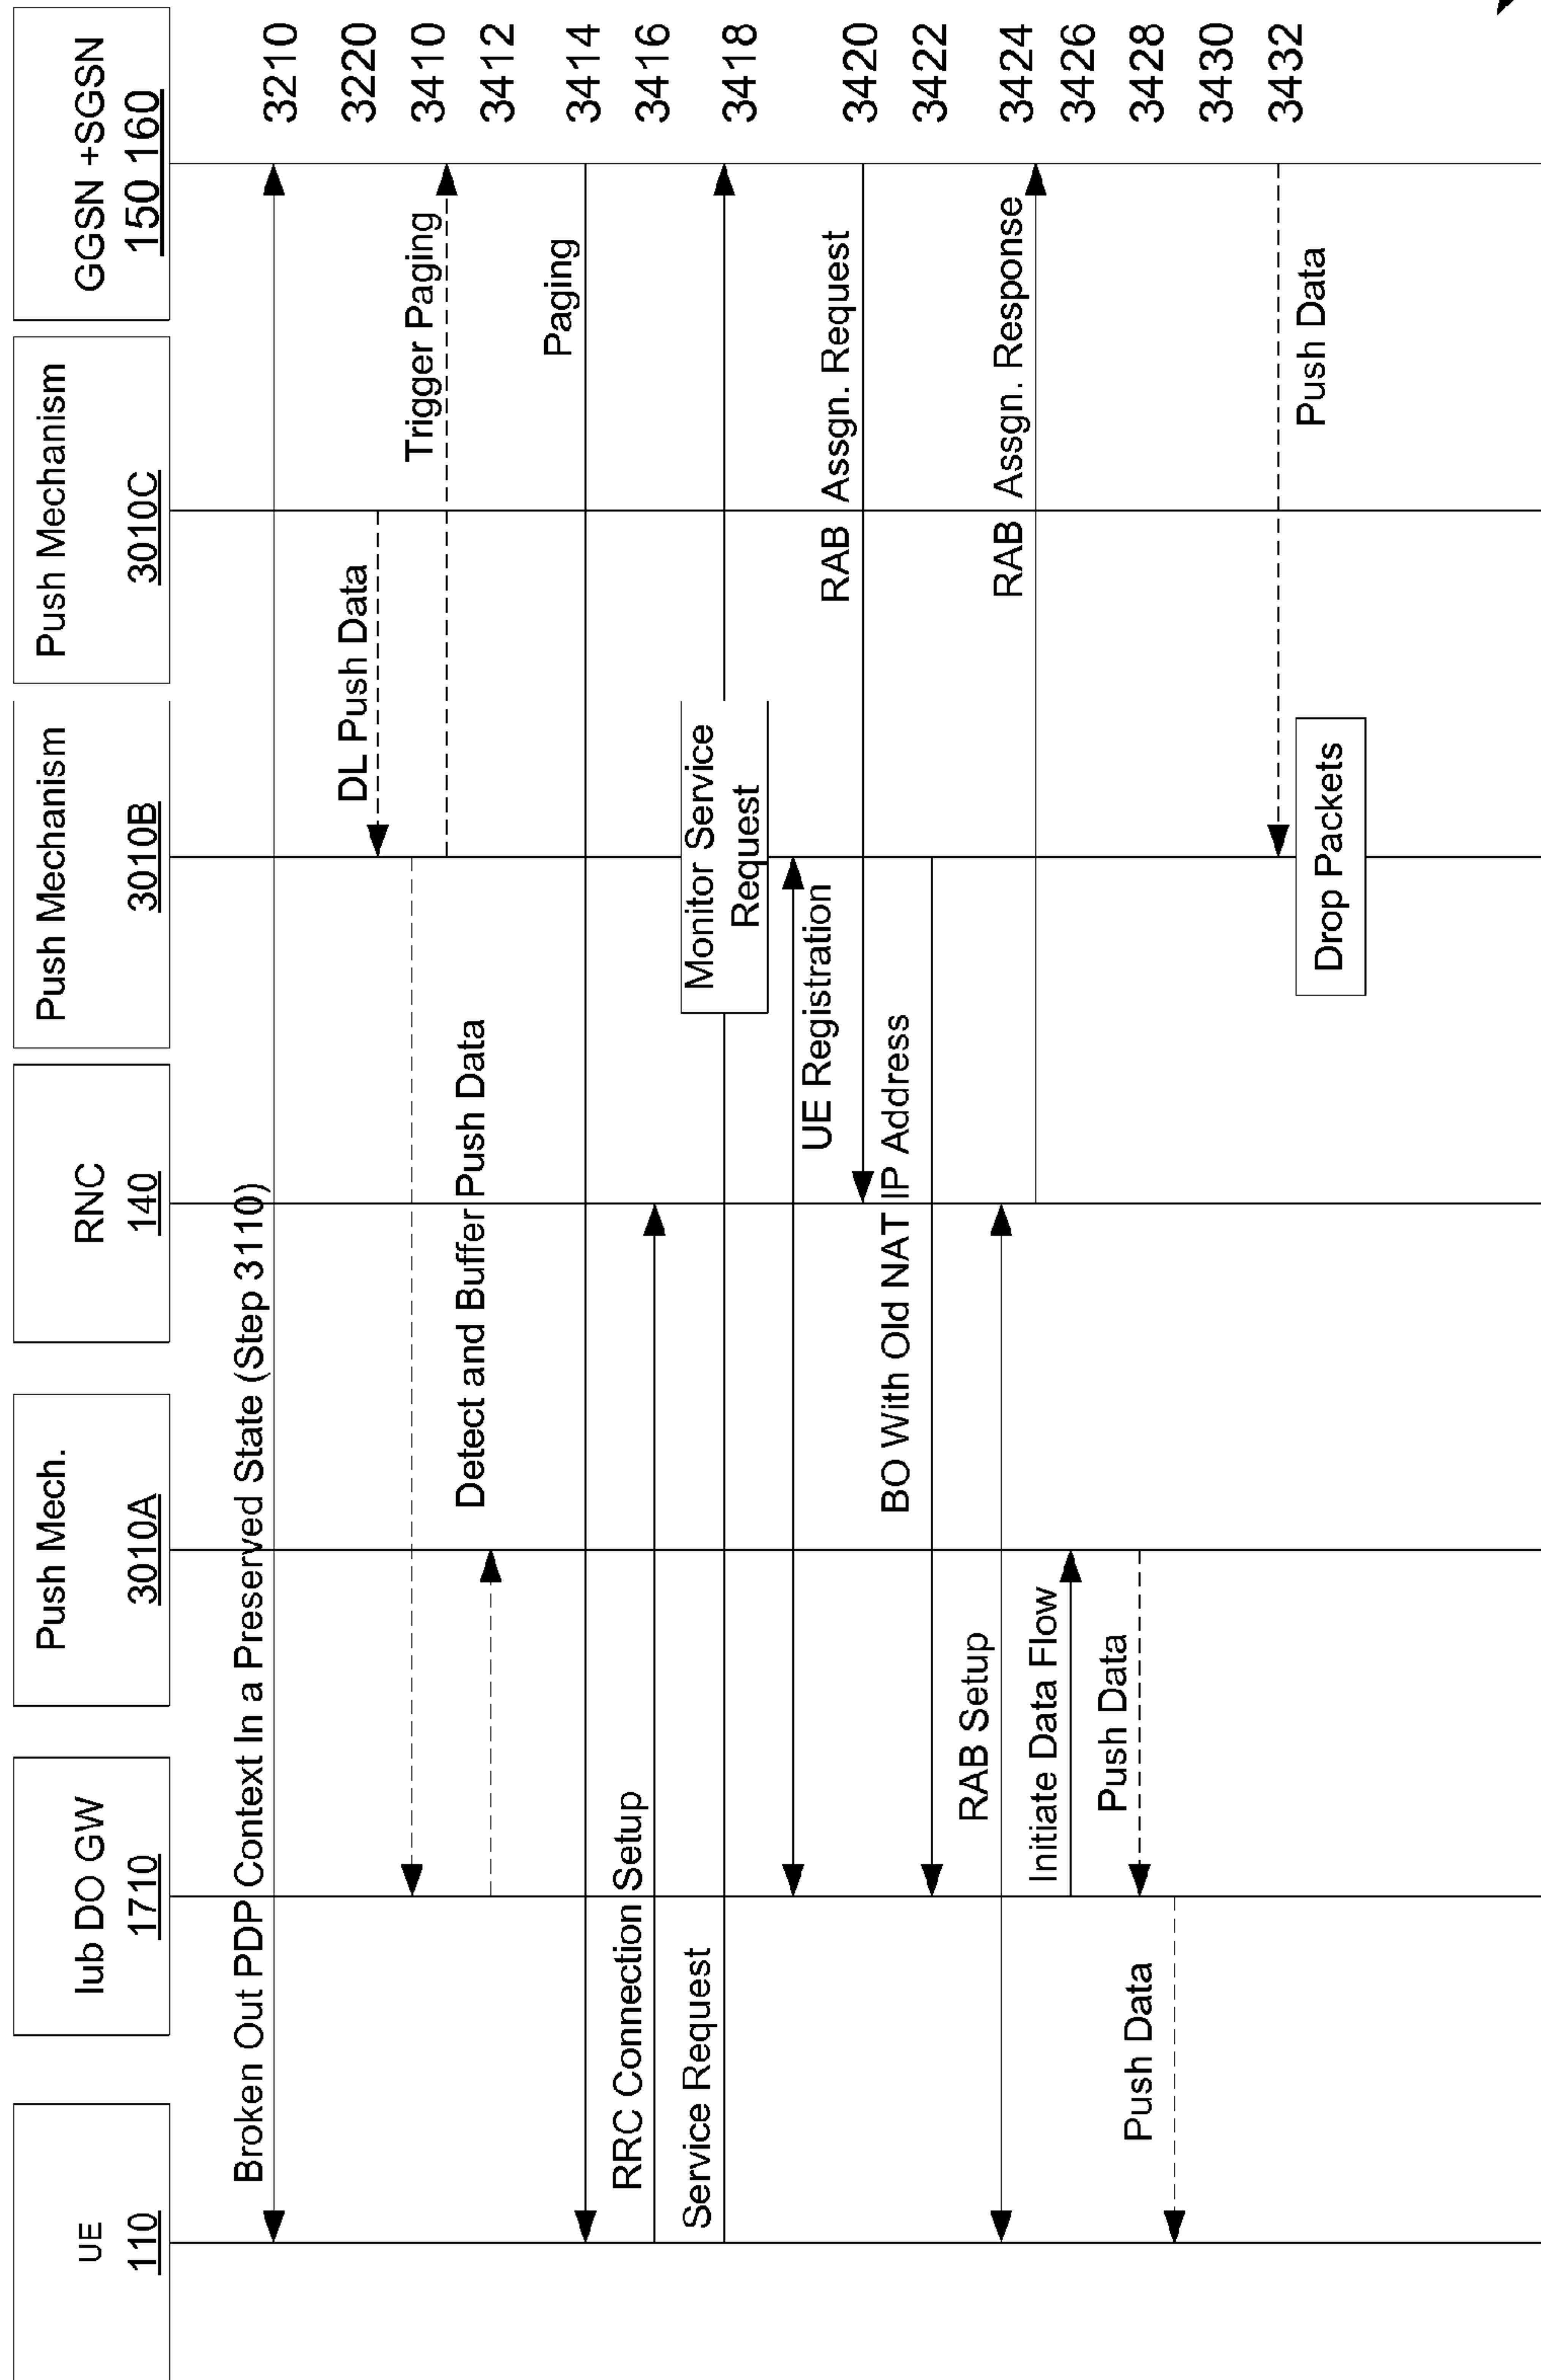 UE
110
Iub DO GW
1710
Push Mech.
3010A
RNC
140
Push Mechanism
3010B
Push Mechanism
3010C
GGSN +SGSN
150 160
Broken Out PDP Context In a Preserved State (Step 3110)
3210
DL Push Data
3220
Trigger Paging
3410
Detect and Buffer Push Data
3412
Paging
3414
RRC Connection Setup
3416
Service Request
Monitor Service
Request
3418
UE Registration
RAB Assgn. Request
3420
BO With Old NAT IP Address
3422
RAB Setup
RAB Assgn. Response
3424
Initiate Data Flow
3426
Push Data
3428
Push Data
3430
3432
Push Data
Drop Packets